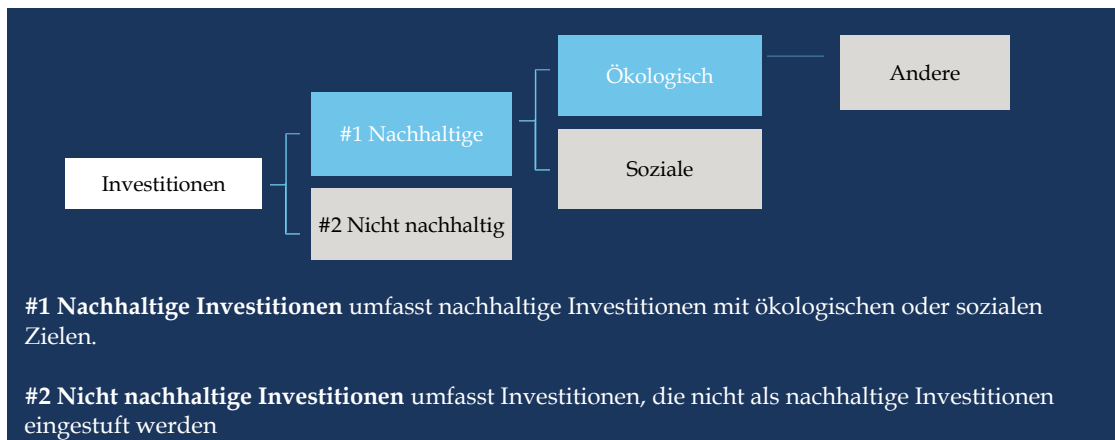 Investitionen
#1 Nachhaltige
#2 Nicht nachhaltig
Ökologisch
Soziale
Andere
#1 Nachhaltige Investitionen umfasst nachhaltige Investitionen mit ökologischen oder sozialen
Zielen.
#2 Nicht nachhaltige Investitionen umfasst Investitionen, die nicht als nachhaltige Investitionen
eingestuft werden